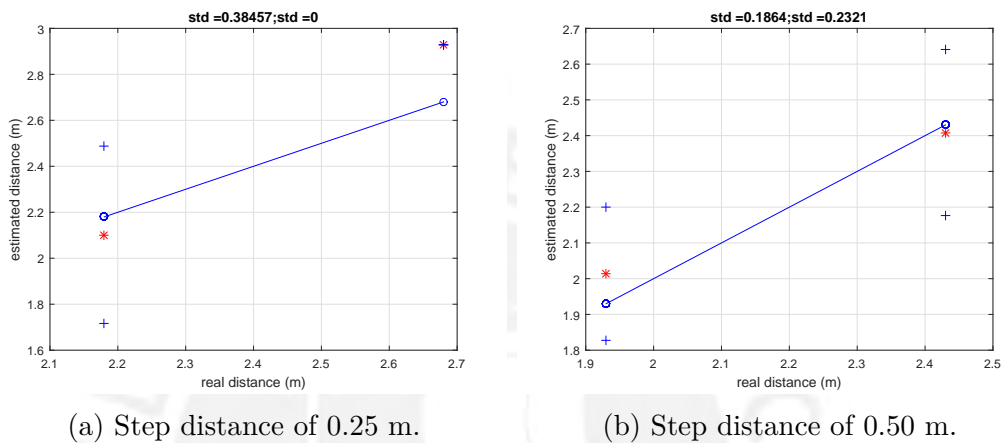 std =0.38457;std =0
3
2.8
2.6
2.4
2.2
2
1.8
1.6
estimated distance (m)
2.1 2.2 2.3 2.4 2.5 2.6 2.7
real distance (m)
(a) Step distance of 0.25 m.
std =0.1864;std =0.2321
2.7
2.6
2.5
2.4
2.3
2.2
2.1
2
1.9
1.8
estimated distance (m)
1.9 2 2.1 2.2 2.3 2.4 2.5
real distance (m)
(b) Step distance of 0.50 m.